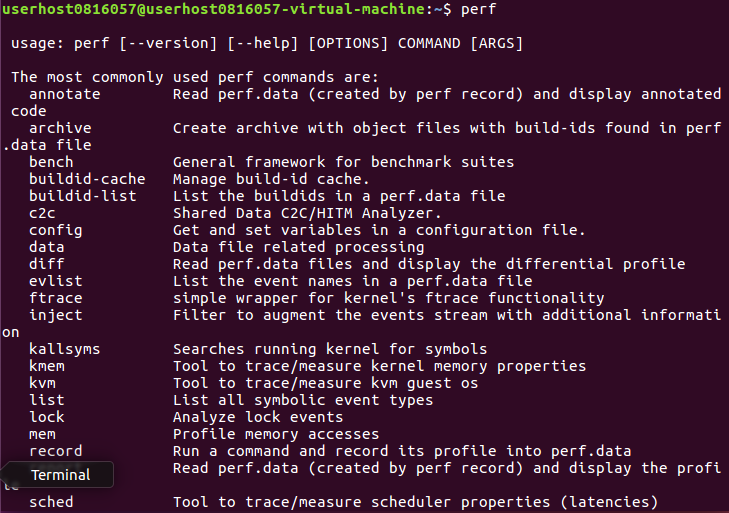 userhost0816057@userhost0816057-virtual-machine:~$ perf
usage: perf [--version] [--help] [OPTIONS] COMMAND [ARGS]
The most commonly used perf commands are:
annotate Read perf.data (created by perf record) and display annotated
code
archive Create archive with object files with build-ids found in perf
.data file
bench General framework for benchmark suites
buildid-cache Manage build-id cache.
buildid-list List the buildids in a perf.data file
c2c Shared Data C2C/HITM Analyzer.
config Get and set variables in a configuration file.
data Data file related processing
diff Read perf.data files and display the differential profile
evlist List the event names in a perf.data file
ftrace simple wrapper for kernel's ftrace functionality
inject Filter to augment the events stream with additional informati
on
kallsyms Searches running kernel for symbols
kmem Tool to trace/measure kernel memory properties
kvm Tool to trace/measure kvm guest os
list List all symbolic event types
lock Analyze lock events
mem Profile memory accesses
record Run a command and record its profile into perf.data
Read perf.data (created by perf record) and display the profi
Terminal
sched Tool to trace/measure scheduler properties (latencies)